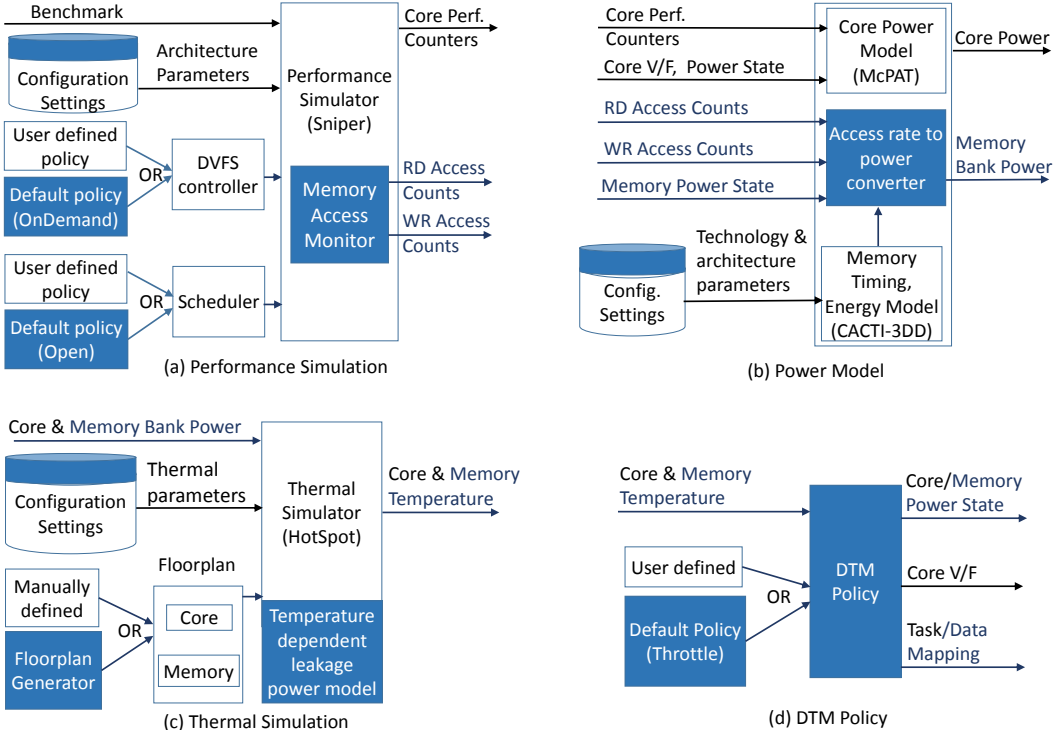 Benchmark
Configuration
Settings
Architecture
Parameters
User defined
policy
OR
Default policy
(OnDemand)
DVFS
controller
User defined
policy
OR
Default policy
(Open)
Scheduler
Performance
Simulator
(Sniper)
Memory
Access
Monitor
Core Perf.
Counters
RD Access
Counts
WR Access
Counts
(a) Performance Simulation
Core Perf.
Counters
Core V/F, Power State
RD Access Counts
WR Access Counts
Memory Power State
Config.
Settings
Technology &
architecture
parameters
Core Power
Model
(McPAT)
Access rate to
power
converter
Memory
Timing,
Energy Model
(CACTI-3DD)
Core Power
Memory
Bank Power
(b) Power Model
Core & Memory Bank Power
Configuration
Settings
Thermal
parameters
Manually
defined
OR
Floorplan
Generator
Floorplan
Core
Memory
Thermal
Simulator
(HotSpot)
Temperature
dependent
leakage
power model
Core & Memory
Temperature
(c) Thermal Simulation
Core & Memory
Temperature
User defined
OR
Default Policy
(Throttle)
DTM
Policy
Core/Memory
Power State
Core V/F
Task/Data
Mapping
(d) DTM Policy